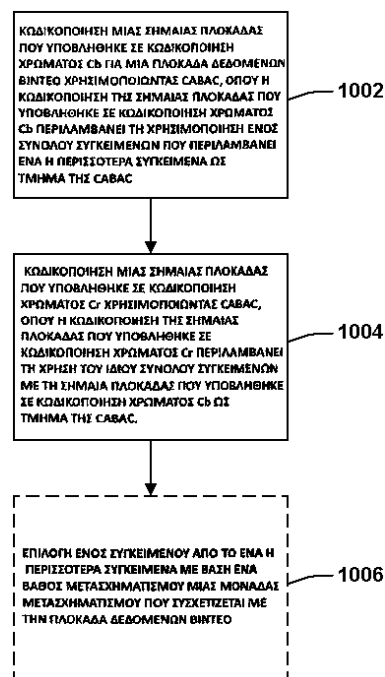 ΚΩΔΙΚΟΠΟΙΗΣΗ ΜΙΑΣ ΣΗΜΑΙΑΣ ΠΛΟΚΑΔΑΣ
ΠΟΥ ΥΠΟΒΛΗΘΗΚΕ ΣΕ ΚΩΔΙΚΟΠΟΙΗΣΗ
ΧΡΩΜΑΤΟΣ Cb ΓΙΑ ΜΙΑ ΠΛΟΚΑΔΑ ΔΕΔΟΜΕΝΩΝ
ΒΙΝΤΕΟ ΧΡΗΣΙΜΟΠΟΙΩΝΤΑΣ CABAC, ΟΠΟΥ Η
ΚΩΔΙΚΟΠΟΙΗΣΗ ΤΗΣ ΣΗΜΑΙΑΣ ΠΛΟΚΑΔΑΣ ΠΟΥ
ΥΠΟΒΛΗΘΗΚΕ ΣΕ ΚΩΔΙΚΟΠΟΙΗΣΗ ΧΡΩΜΑΤΟΣ
Cb ΠΕΡΙΛΑΜΒΑΝΕΙ ΤΗ ΧΡΗΣΙΜΟΠΟΙΗΣΗ ΕΝΟΣ
ΣΥΝΟΛΟΥ ΣΥΓΚΕΙΜΕΝΩΝ ΠΟΥ ΠΕΡΙΛΑΜΒΑΝΕΙ
ΕΝΑ Η ΠΕΡΙΣΣΟΤΕΡΑ ΣΥΓΚΕΙΜΕΝΑ ΩΣ
ΤΜΗΜΑ ΤΗΣ CABAC
1002
ΚΩΔΙΚΟΠΟΙΗΣΗ ΜΙΑΣ ΣΗΜΑΙΑΣ ΠΛΟΚΑΔΑΣ
ΠΟΥ ΥΠΟΒΛΗΘΗΚΕ ΣΕ ΚΩΔΙΚΟΠΟΙΗΣΗ
ΧΡΩΜΑΤΟΣ Cr ΧΡΗΣΙΜΟΠΟΙΩΝΤΑΣ CABAC,
ΟΠΟΥ Η ΚΩΔΙΚΟΠΟΙΗΣΗ ΤΗΣ ΣΗΜΑΙΑΣ
ΠΛΟΚΑΔΑΣ ΠΟΥ ΥΠΟΒΛΗΘΗΚΕ ΣΕ
ΚΩΔΙΚΟΠΟΙΗΣΗ ΧΡΩΜΑΤΟΣ Cr ΠΕΡΙΛΑΜΒΑΝΕΙ
ΤΗ ΧΡΗΣΗ ΤΟΥ ΙΔΙΟΥ ΣΥΝΟΛΟΥ ΣΥΓΚΕΙΜΕΝΩΝ
ΜΕ ΤΗ ΣΗΜΑΙΑ ΠΛΟΚΑΔΑΣ ΠΟΥ ΥΠΟΒΛΗΘΗΚΕ
ΣΕ ΚΩΔΙΚΟΠΟΙΗΣΗ ΧΡΩΜΑΤΟΣ Cb ΩΣ
ΤΜΗΜΑ ΤΗΣ CABAC.
1004
ΕΠΙΛΟΓΗ ΕΝΟΣ ΣΥΓΚΕΙΜΕΝΟΥ ΑΠΟ ΤΟ ΕΝΑ Η
ΠΕΡΙΣΣΟΤΕΡΑ ΣΥΓΚΕΙΜΕΝΑ ΜΕ ΒΑΣΗ ΕΝΑ
ΒΑΘΟΣ ΜΕΤΑΣΧΗΜΑΤΙΣΜΟΥ ΜΙΑΣ ΜΟΝΑΔΑΣ
ΜΕΤΑΣΧΗΜΑΤΙΣΜΟΥ ΠΟΥ ΣΥΣΧΕΤΙΖΕΤΑΙ ΜΕ
ΤΗΝ ΠΛΟΚΑΔΑ ΔΕΔΟΜΕΝΩΝ ΒΙΝΤΕΟ
1006